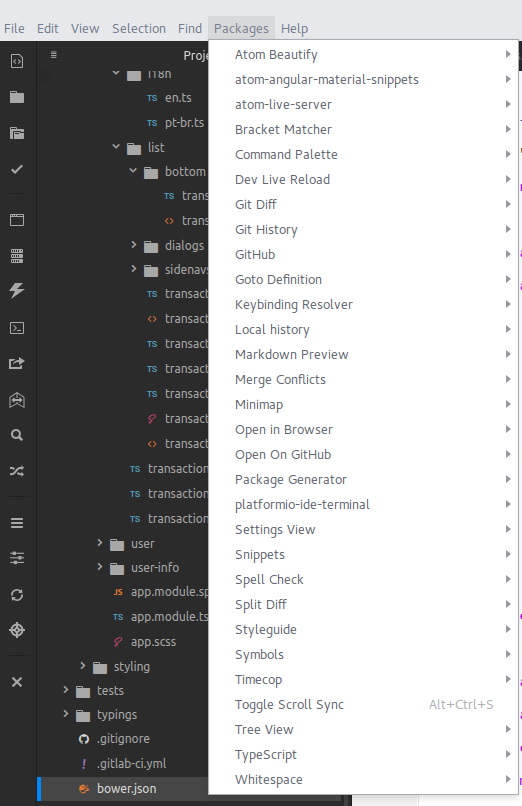 File Edit View Selection Find Packages Help
Proje
i18n
en.ts
pt-br.ts
list
bottom
trans
trans
dialogs
sidenavs
transact
transact
transact
transact
transact
transact
transact
transaction
transaction
transaction
user
user-info
app.module.sp
app.module.ts
app.scss
styling
tests
typings
.gitignore
.gitlab-ci.yml
bower.json
Atom Beautify
atom-angular-material-snippets
atom-live-server
Bracket Matcher
Command Palette
Dev Live Reload
Git Diff
Git History
GitHub
Goto Definition
Keybinding Resolver
Local history
Markdown Preview
Merge Conflicts
Minimap
Open in Browser
Open On GitHub
Package Generator
platformio-ide-terminal
Settings View
Snippets
Spell Check
Split Diff
Styleguide
Symbols
Timecop
Toggle Scroll Sync Alt+Ctrl+S
Tree View
TypeScript
Whitespace